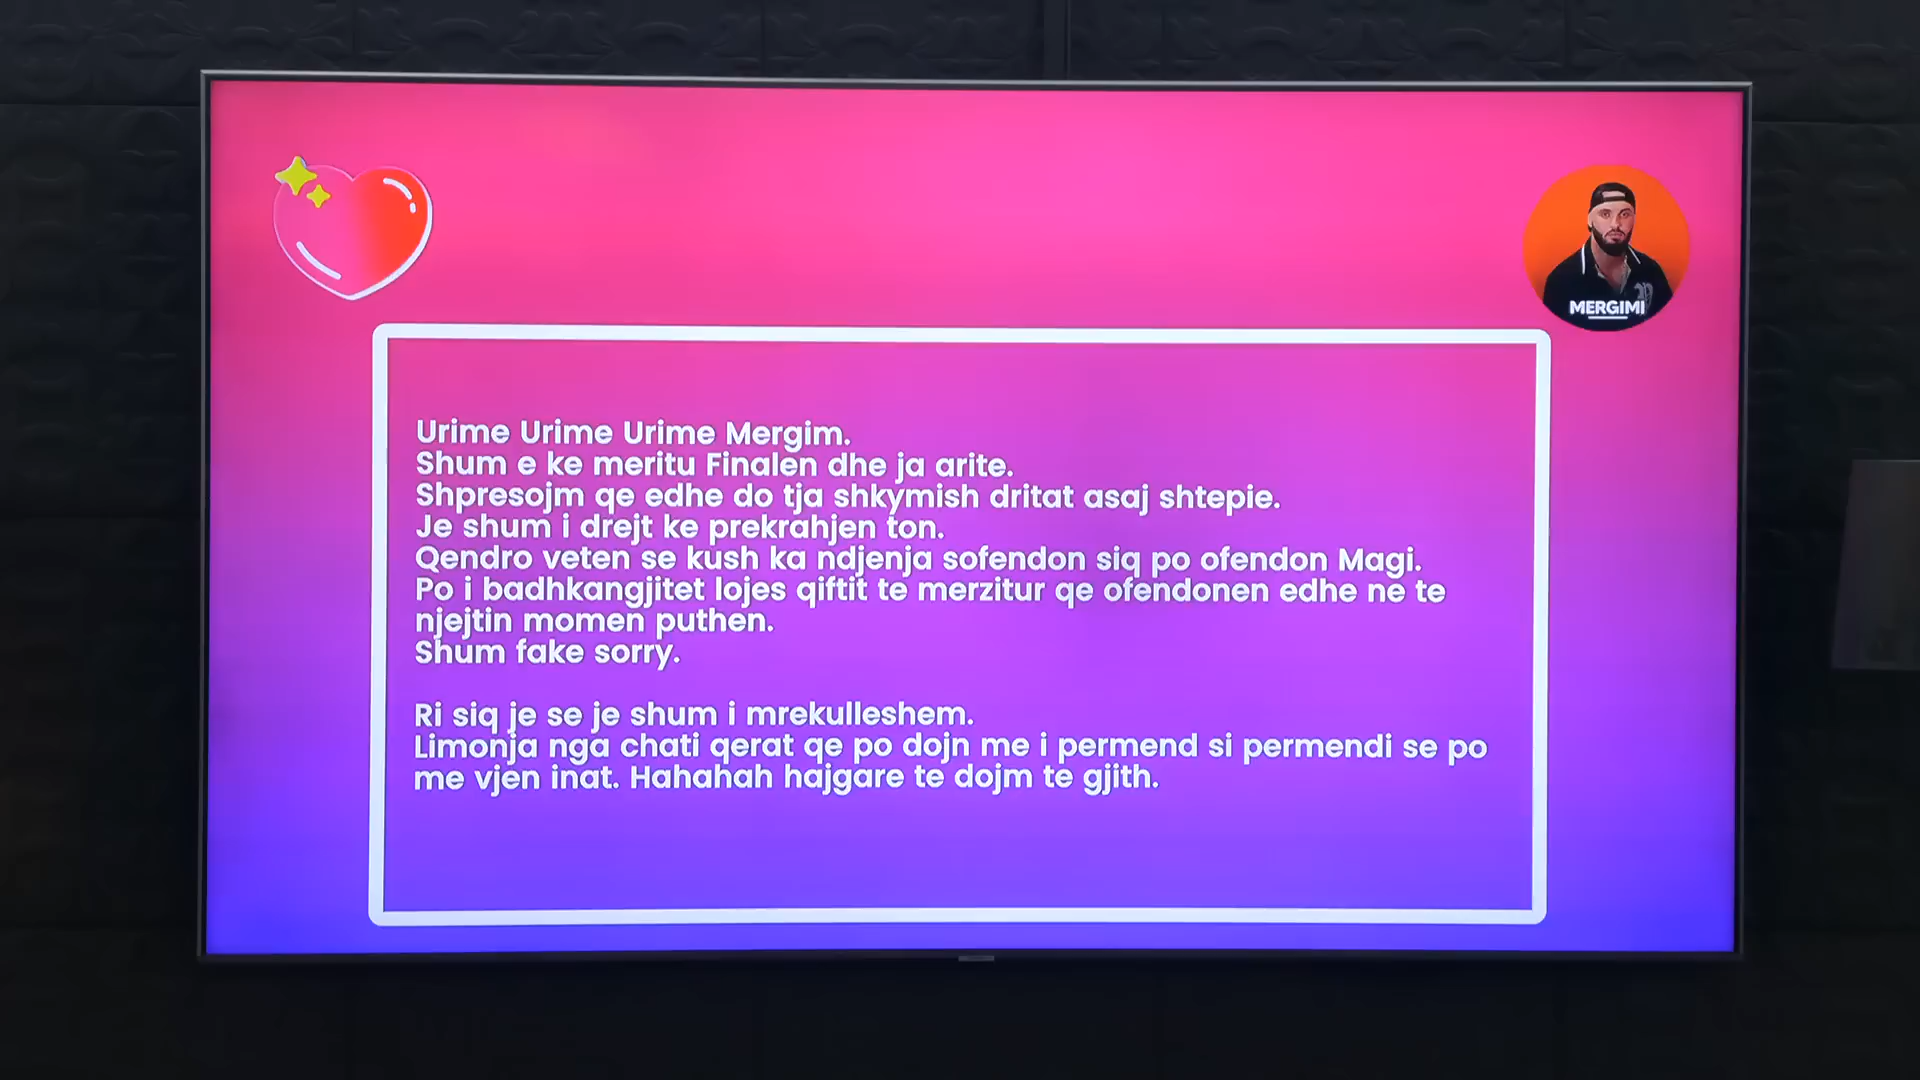 MERGIMI
Urime Urime Urime Mergim.
Shum e ke meritu Finalen dhe ja arite.
Shpresojm qe edhe do tja shkymish dritat asaj shtepie.
Je shum i drejt ke prekrahjen ton.
Qendro veten se kush ka ndjenja sofendon siq po ofendon Magi.
Po i badhkangjitet lojes qiftit te merzitur qe ofendonen edhe ne te
njejtin momen puthen.
Shum fake sorry.
Ri siq je se je shum i mrekulleshem.
Limonja nga chati qerat qe po dojn me i permend si permendi se po
me vjen inat. Hahahah hajgare te dojm te gjith.